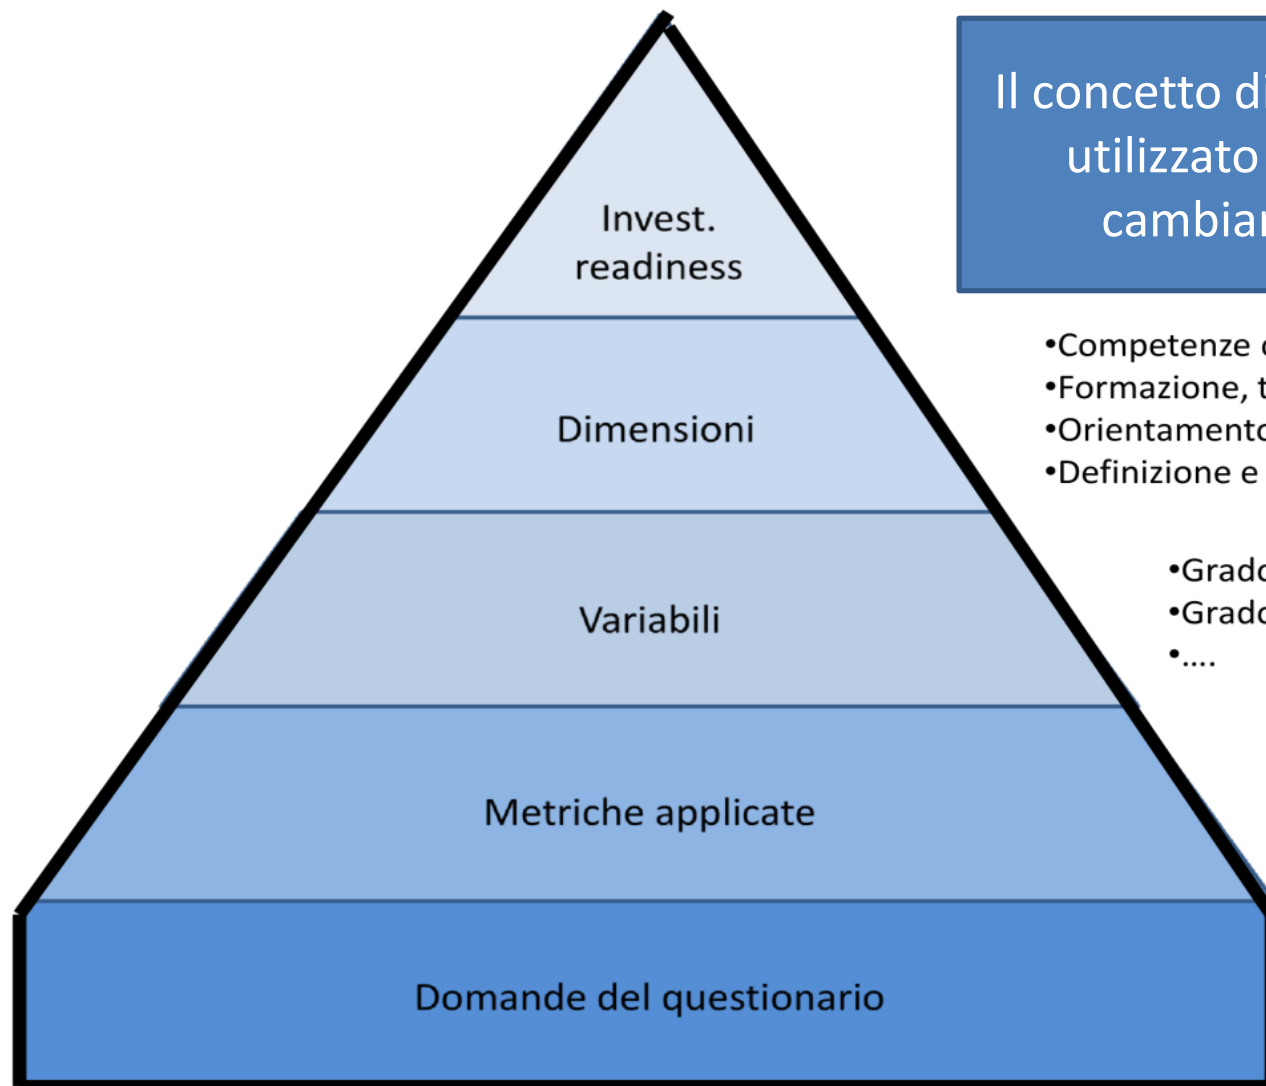 Il concetto di
utilizzato
cambiar
Invest.
readiness
•Competenze
•Formazione, t
•Orientamento
•Definizione e
Dimensioni
•Grado
•Grado
•....
Variabili
Metriche applicate
Domande del questionario